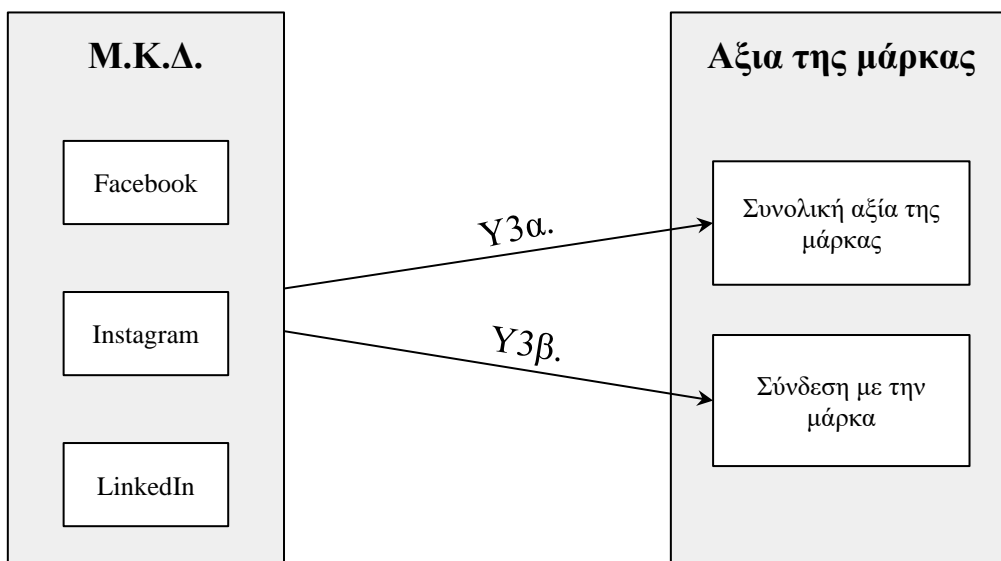 Μ.Κ.Δ.
Facebook
Instagram
LinkedIn
Υ3α.
Υ3β.
Αξια της μάρκας
Συνολική αξία της
μάρκας
Σύνδεση με την
μάρκα